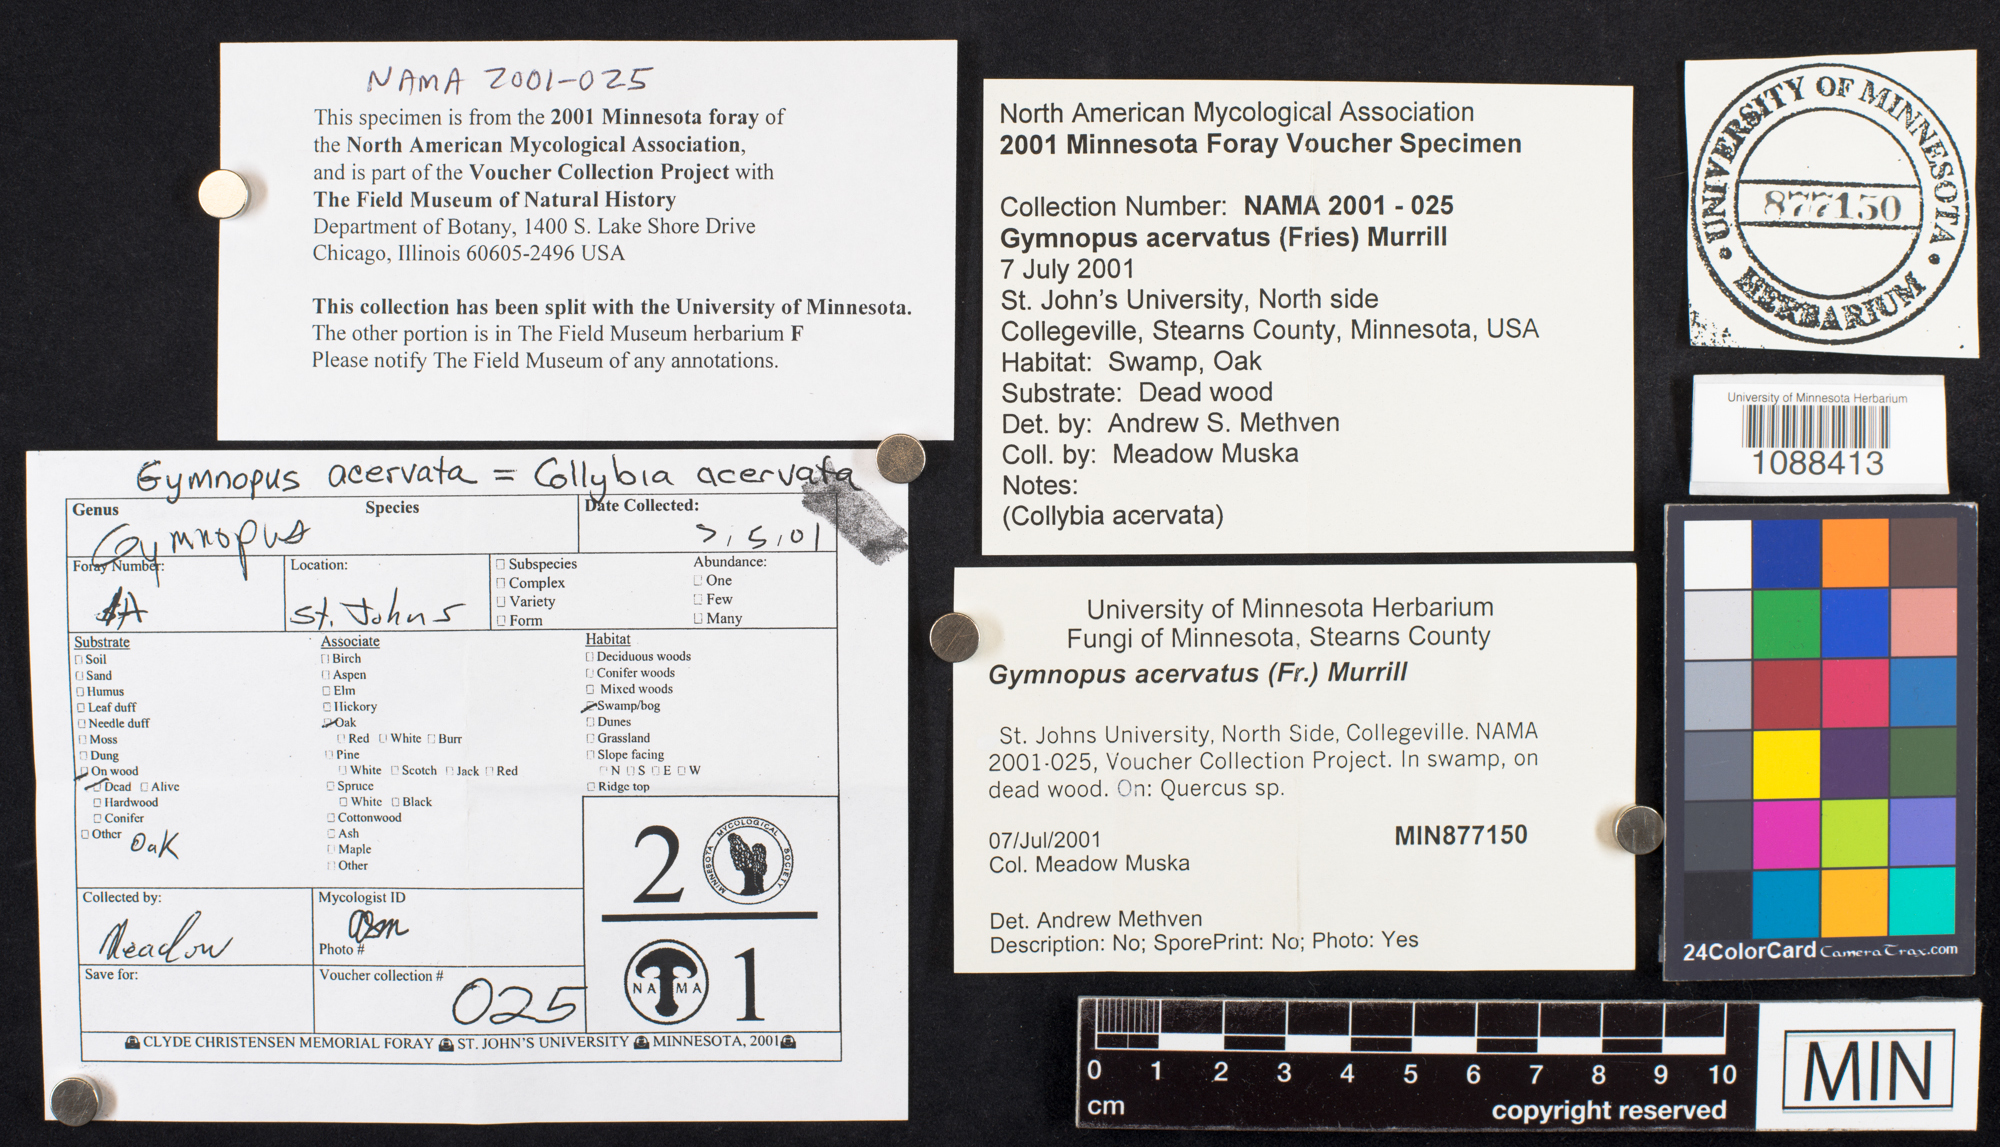 NAMA 2001-025
This specimen is from the 2001 Minnesota foray of
the North American Mycological Association,
and is part of the Voucher Collection Project with
The Field Museum of Natural History
Department of Botany, 1400 S. Lake Shore Drive
Chicago, Illinois 60605-2496 USA
This collection has been split with the University of Minnesota.
The other portion is in The Field Museum herbarium F
Please notify The Field Museum of any annotations.
North American Mycological Association
2001 Minnesota Foray Voucher Specimen
Collection Number: NAMA 2001 - 025
Gymnopus acervatus (Fries) Murrill
7 July 2001
St. John's University, North side
Collegeville, Stearns County, Minnesota, USA
Habitat: Swamp, Oak
Substrate: Dead wood
Det. by: Andrew S. Methven
Coll. by: Meadow Muska
Notes:
(Collybia acervata)
UNIVERSITY OF MINNESOTA
877150
HERBARIUM
University of Minnesota Herbarium
1088413
Gymnopus acervata = Collybia acervata
Genus Species Date Collected:
Gymnopus 7, 5, 01
Foray Number: Location:
St. Johns
Subspecies
Complex
Variety
Form
Abundance:
One
Few
Many
Substrate
Soil
Sand
Humus
Leaf duff
Needle duff
Moss
Dung
On wood
Dead Alive
Hardwood
Conifer
Other Oak
Associate
Birch
Aspen
Elm
Hickory
Oak
Red White Burr
Pine
White Scotch Jack Red
Spruce
White Black
Cottonwood
Ash
Maple
Other
Habitat
Deciduous woods
Conifer woods
Mixed woods
Swamp/bog
Dunes
Grassland
Slope facing
N S E W
Ridge top
2
MINNESOTA MYCOLOGICAL SOCIETY
NAMA
1
Collected by:
Meadow
Mycologist ID
asm
Photo #
Save for:
Voucher collection #
025
CLYDE CHRISTENSEN MEMORIAL FORAY ST. JOHN'S UNIVERSITY MINNESOTA, 2001
University of Minnesota Herbarium
Fungi of Minnesota, Stearns County
Gymnopus acervatus (Fr.) Murrill
St. Johns University, North Side, Collegeville. NAMA
2001-025, Voucher Collection Project. In swamp, on
dead wood. On: Quercus sp.
07/Jul/2001
MIN877150
Col. Meadow Muska
Det. Andrew Methven
Description: No; SporePrint: No; Photo: Yes
24ColorCard CameraTrax.com
0 1 2 3 4 5 6 7 8 9 10
cm
copyright reserved
MIN